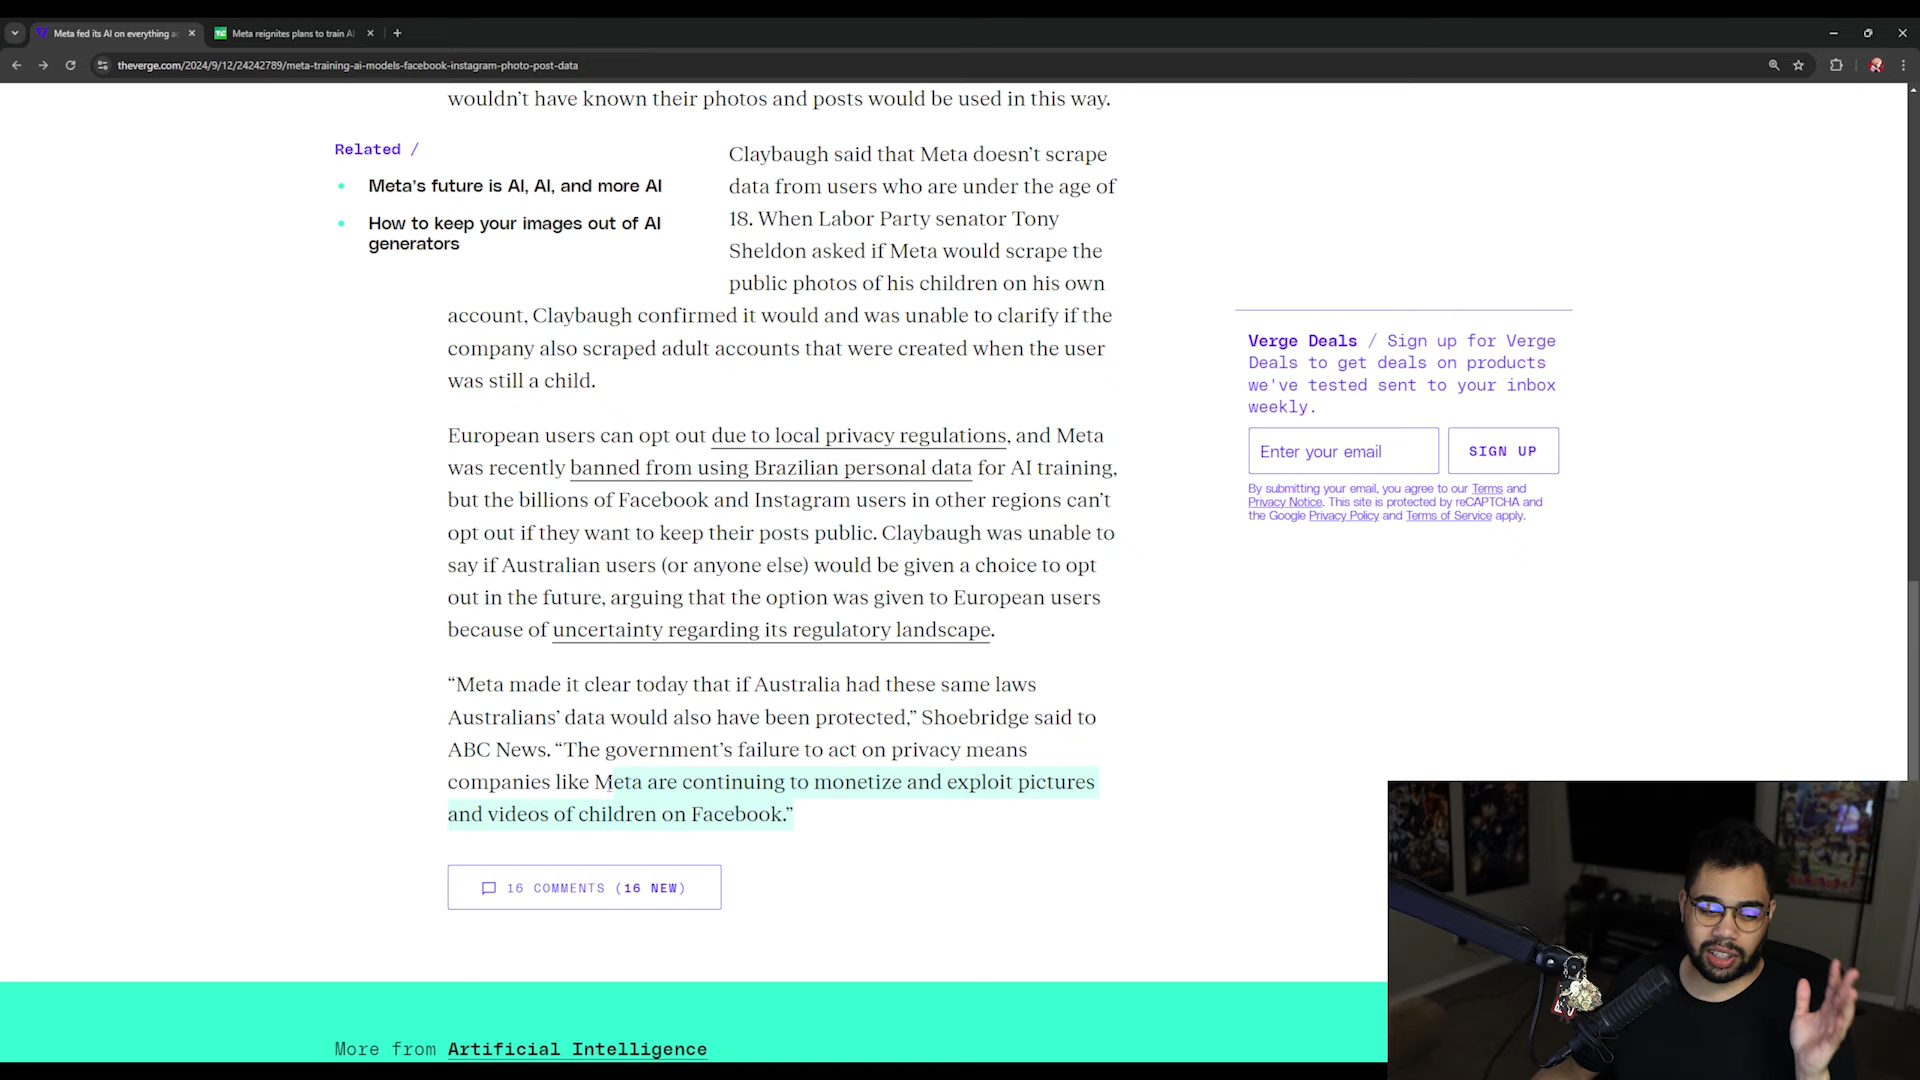 Meta fed its AI on everything a
Meta reignites plans to train AI
theverge.com/2024/9/12/24242789/meta-training-ai-models-facebook-instagram-photo-post-data
wouldn’t have known their photos and posts would be used in this way.
Related /
Meta’s future is AI, AI, and more AI
How to keep your images out of AI
generators
Claybaugh said that Meta doesn’t scrape
data from users who are under the age of
18. When Labor Party senator Tony
Sheldon asked if Meta would scrape the
public photos of his children on his own
account, Claybaugh confirmed it would and was unable to clarify if the
company also scraped adult accounts that were created when the user
was still a child.
European users can opt out due to local privacy regulations, and Meta
was recently banned from using Brazilian personal data for AI training,
but the billions of Facebook and Instagram users in other regions can’t
opt out if they want to keep their posts public. Claybaugh was unable to
say if Australian users (or anyone else) would be given a choice to opt
out in the future, arguing that the option was given to European users
because of uncertainty regarding its regulatory landscape.
“Meta made it clear today that if Australia had these same laws
Australians’ data would also have been protected,” Shoebridge said to
ABC News. “The government’s failure to act on privacy means
companies like Meta are continuing to monetize and exploit pictures
and videos of children on Facebook.”
16 COMMENTS (16 NEW)
Verge Deals / Sign up for Verge
Deals to get deals on products
we've tested sent to your inbox
weekly.
Enter your email
SIGN UP
By submitting your email, you agree to our Terms and
Privacy Notice. This site is protected by reCAPTCHA and
the Google Privacy Policy and Terms of Service apply.
More from Artificial Intelligence